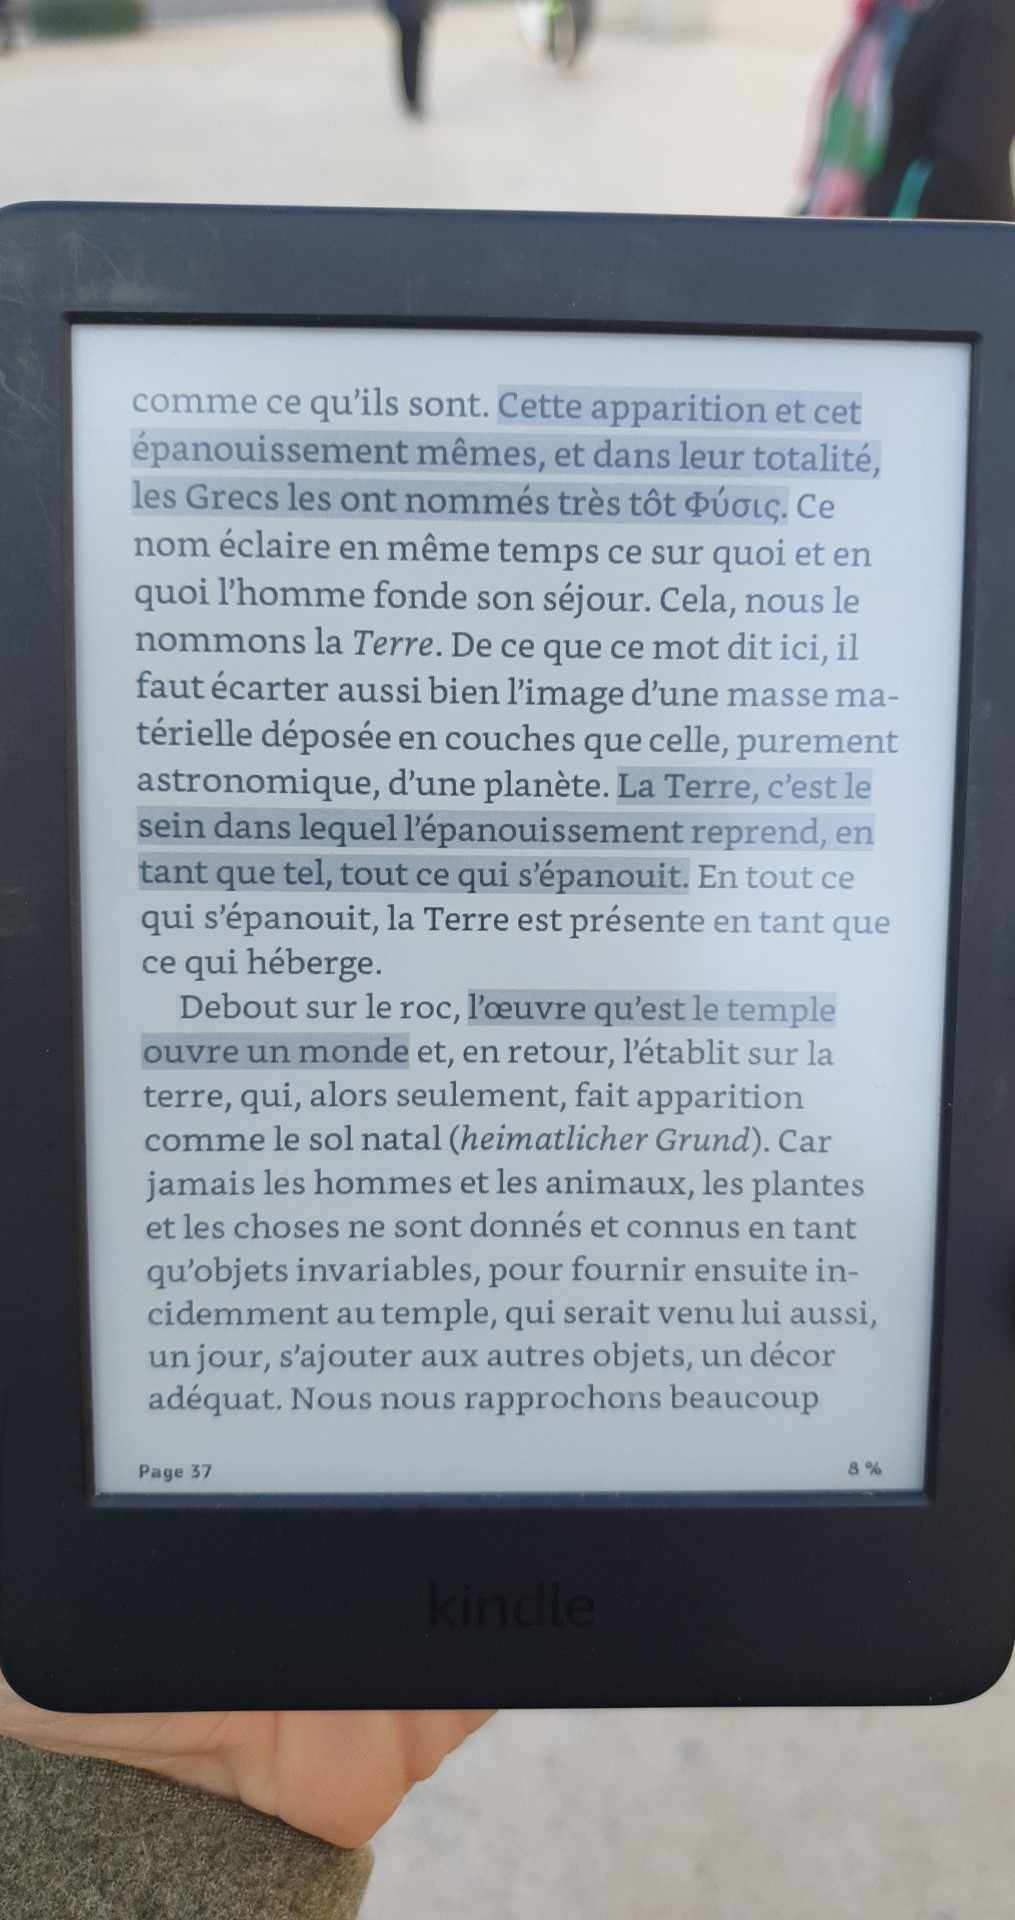 comme ce qu'ils sont. Cette apparition et cet
épanouissement mêmes, et dans leur totalité,
les Grecs les ont nommés très tôt Φύσις. Ce
nom éclaire en même temps ce sur quoi et en
quoi l'homme fonde son séjour. Cela, nous le
nommons la Terre. De ce que ce mot dit ici, il
faut écarter aussi bien l'image d'une masse ma-
térielle déposée en couches que celle, purement
astronomique, d'une planète. La Terre, c'est le
sein dans lequel l'épanouissement reprend, en
tant que tel, tout ce qui s'épanouit. En tout ce
qui s'épanouit, la Terre est présente en tant que
ce qui héberge.
Debout sur le roc, l'œuvre qu'est le temple
ouvre un monde et, en retour, l'établit sur la
terre, qui, alors seulement, fait apparition
comme le sol natal (heimatlicher Grund). Car
jamais les hommes et les animaux, les plantes
et les choses ne sont donnés et connus en tant
qu'objets invariables, pour fournir ensuite in-
cidemment au temple, qui serait venu lui aussi,
un jour, s'ajouter aux autres objets, un décor
adéquat. Nous nous rapprochons beaucoup
Page 37 8 %
kindle